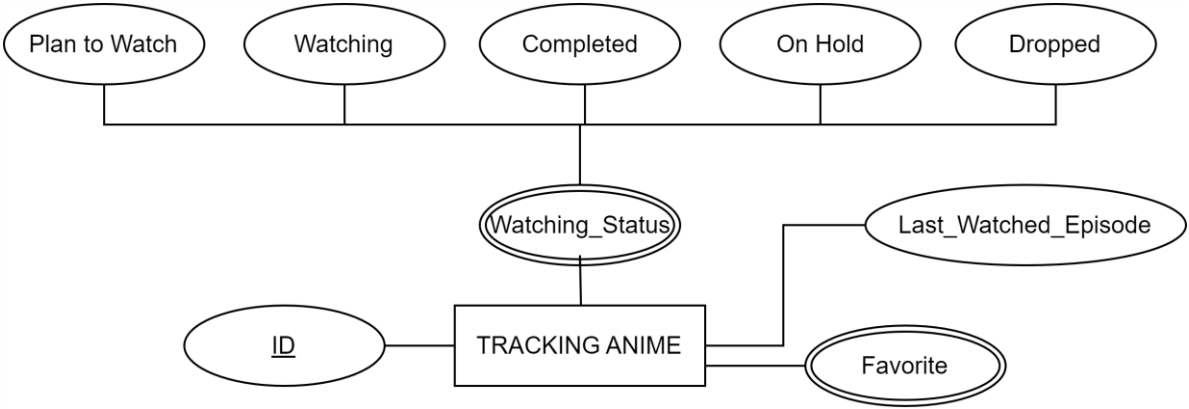 Plan to Watch
Watching
Completed
On Hold
Dropped
Watching_Status
Last_Watched_Episode
ID
TRACKING ANIME
Favorite